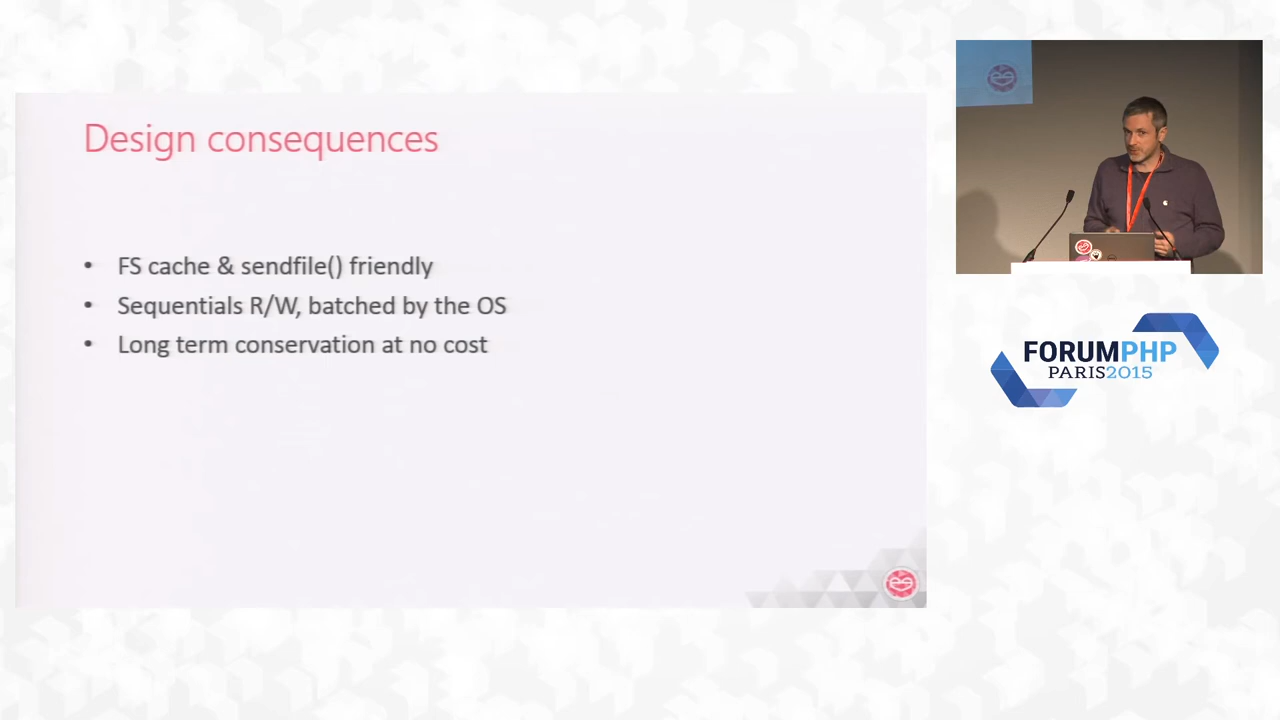 Design consequences
• FS cache & sendfile() friendly
• Sequentials R/W, batched by the OS
• Long term conservation at no cost
FORUMPHP
PARIS2015